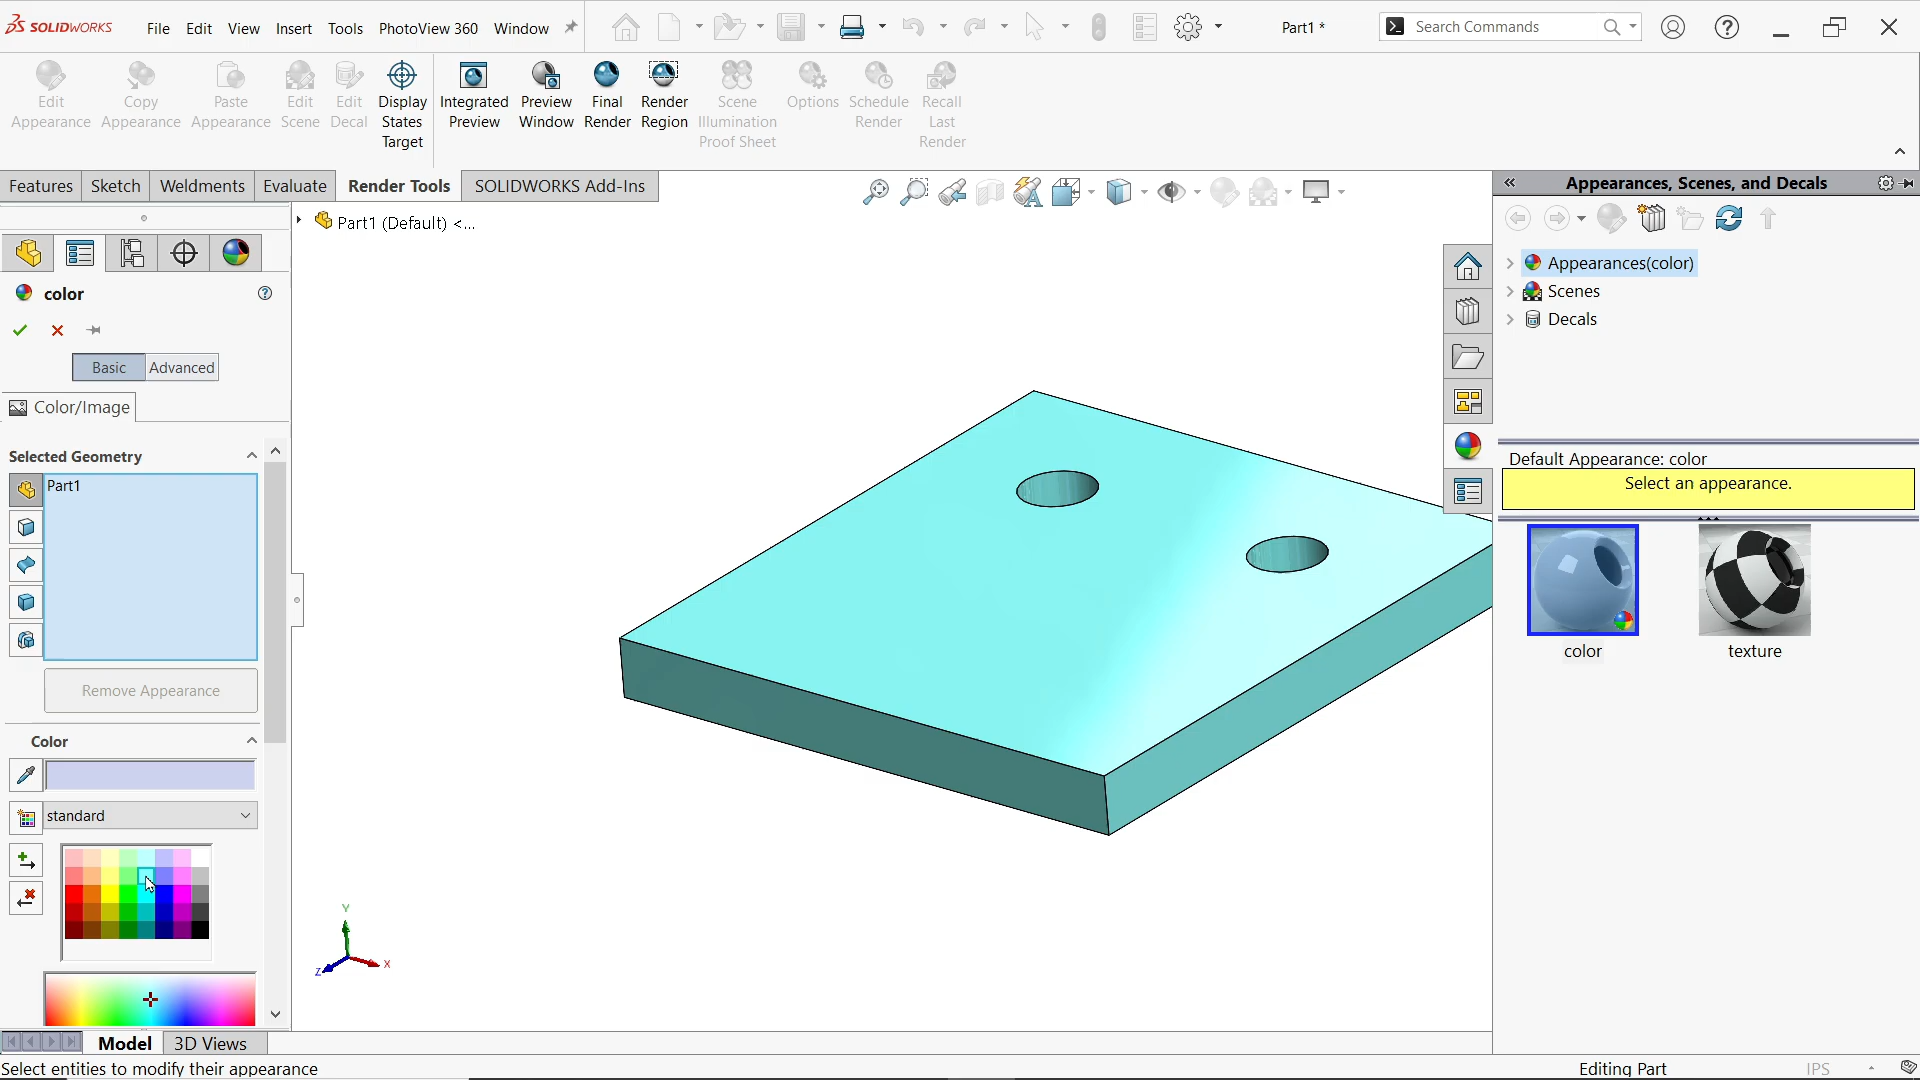 SOLIDWORKS File Edit View Insert Tools PhotoView 360 Window Part1 * Search Commands
Edit Appearance
Copy Appearance
Paste Appearance
Edit Scene
Edit Decal
Display States Target
Integrated Preview
Preview Window
Final Render
Render Region
Scene Illumination Proof Sheet
Options
Schedule Render
Recall Last Render
Features Sketch Weldments Evaluate Render Tools SOLIDWORKS Add-Ins
Part1 (Default) <...
color
Basic Advanced
Color/Image
Selected Geometry
Part1
Remove Appearance
Color
standard
Y
X
Z
Model 3D Views
Select entities to modify their appearance
Editing Part
IPS
Appearances, Scenes, and Decals
Appearances(color)
Scenes
Decals
Default Appearance: color
Select an appearance.
color
texture